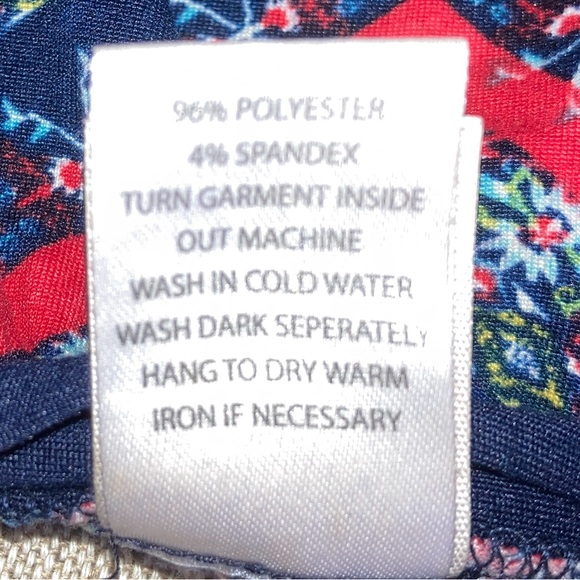 96% POLYESTER
4% SPANDEX
TURN GARMENT INSIDE
OUT MACHINE
WASH IN COLD WATER
WASH DARK SEPERATELY
HANG TO DRY WARM
IRON IF NECESSARY